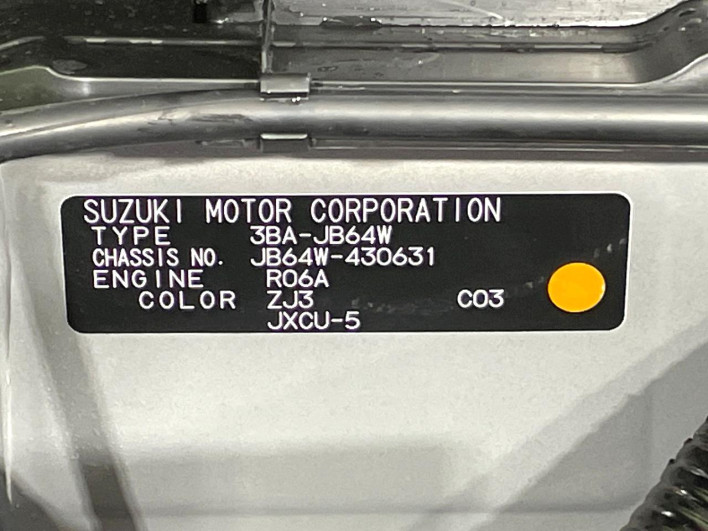 SUZUKI MOTOR CORPORATION
TYPE 3BA-JB64W
CHASSIS NO. JB64W-430631
ENGINE R06A
COLOR ZJ3 C03
JXCU-5